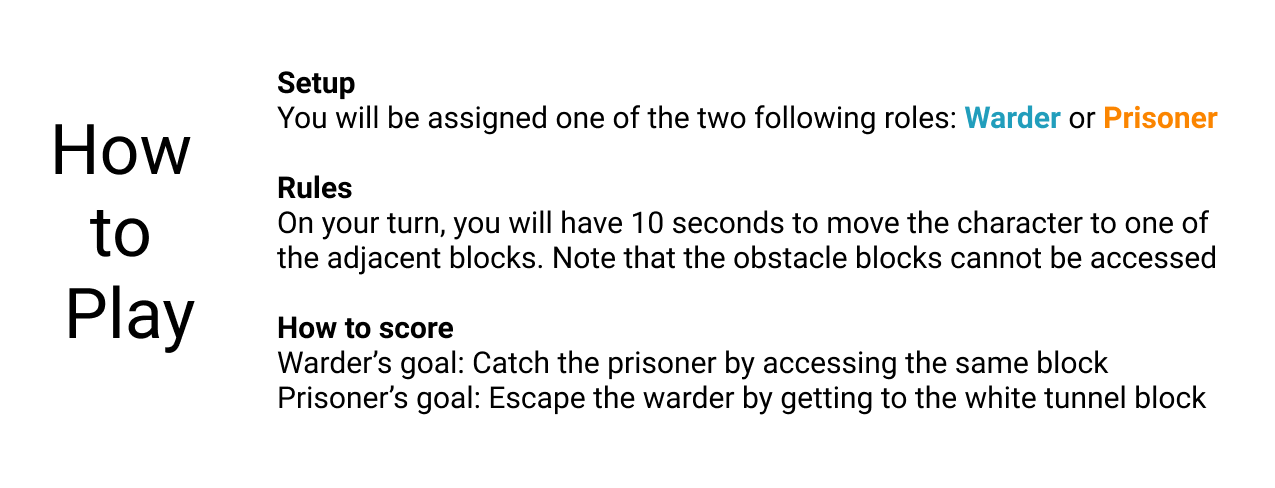 How
to
Play
Setup
You will be assigned one of the two following roles: Warder or Prisoner
Rules
On your turn, you will have 10 seconds to move the character to one of
the adjacent blocks. Note that the obstacle blocks cannot be accessed
How to score
Warder’s goal: Catch the prisoner by accessing the same block
Prisoner’s goal: Escape the warder by getting to the white tunnel block